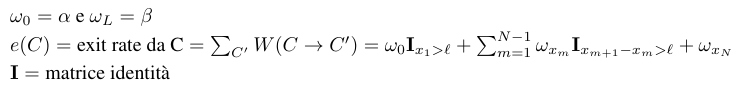 ω₀ = α e ω_L = β
e(C) = exit rate da C = ∑_{C'} W(C → C') = ω₀𝐈_{x₁>ℓ} + ∑_{m=1}^{N−1} ω_{x_m}𝐈_{x_{m+1}−x_m>ℓ} + ω_{x_N}
𝐈 = matrice identità